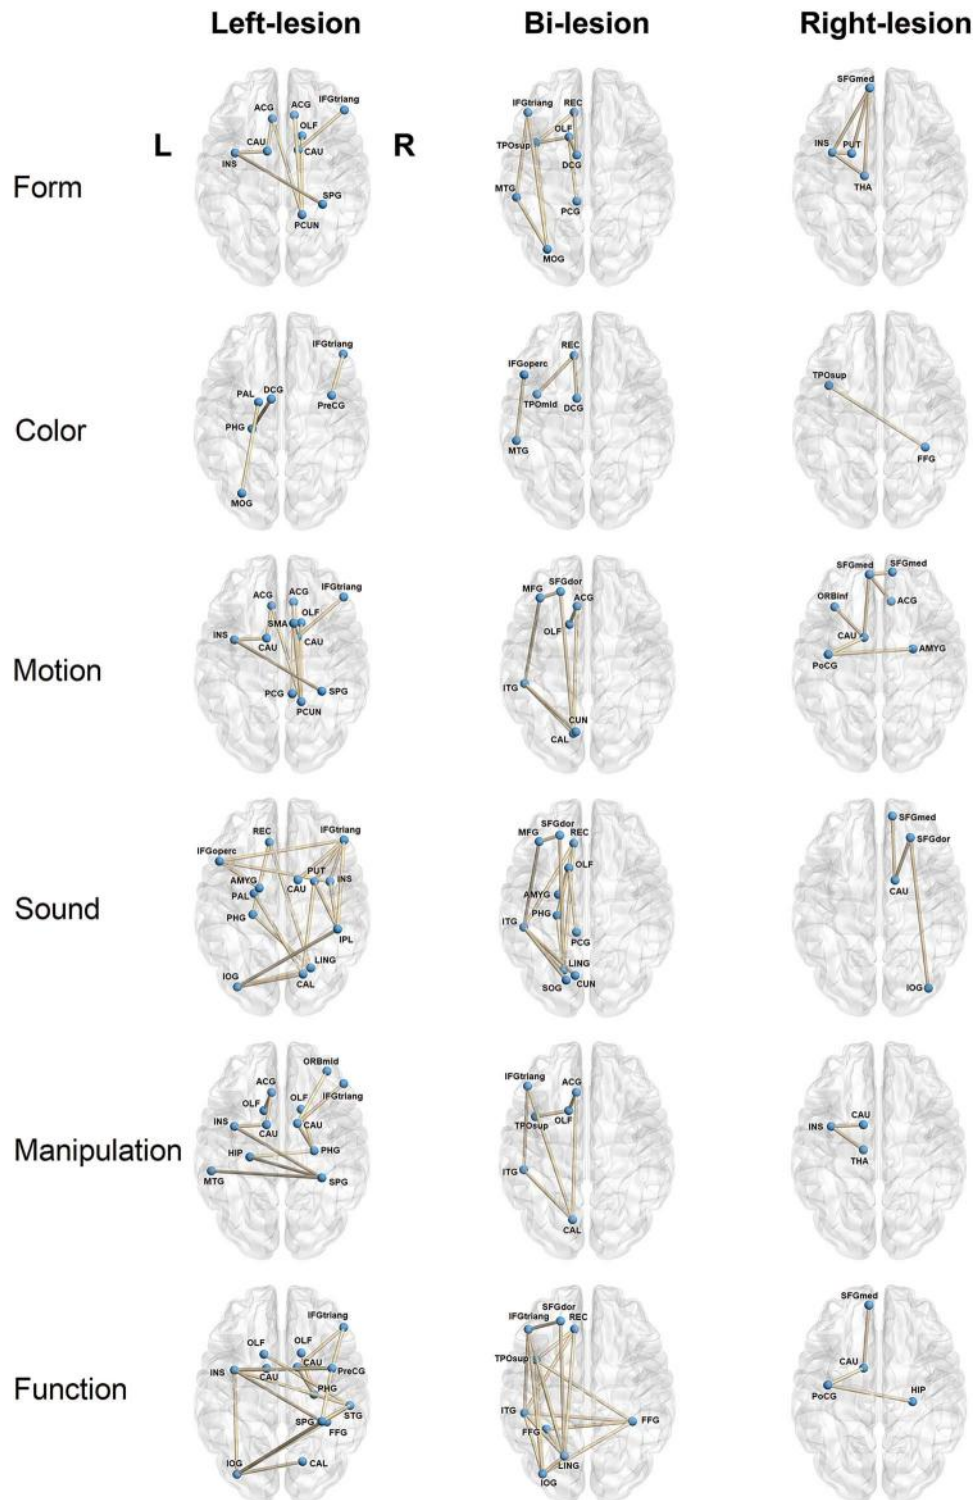 Left-lesion Bi-lesion Right-lesion
L R
Form
ACG ACG IFGtriang OLF CAU CAU INS SPG PCUN
IFGtriang REC OLF TPOsup DCG MTG PCG MOG
SFGmed INS PUT THA
Color
IFGtriang PAL DCG PreCG PHG MOG
REC IFGoperc TPOmid DCG MTG
TPOsup FFG
Motion
ACG ACG IFGtriang SMA OLF INS CAU CAU PCG SPG PCUN
MFG SFGdor ACG OLF ITG CUN CAL
SFGmed SFGmed ORBinf ACG CAU PoCG AMYG
Sound
REC IFGtriang IFGoperc PUT AMYG CAU INS PAL PHG IPL LING IOG CAL
SFGdor MFG REC OLF AMYG PHG ITG PCG LING SOG CUN
SFGmed SFGdor CAU IOG
Manipulation
ORBmid ACG IFGtriang OLF OLF INS CAU CAU HIP PHG MTG SPG
IFGtriang ACG TPOsup OLF ITG CAL
CAU INS THA
Function
IFGtriang OLF OLF INS CAU CAU PreCG PHG STG SPG FFG IOG CAL
SFGdor IFGtriang REC TPOsup ITG FFG FFG LING IOG
SFGmed CAU PoCG HIP